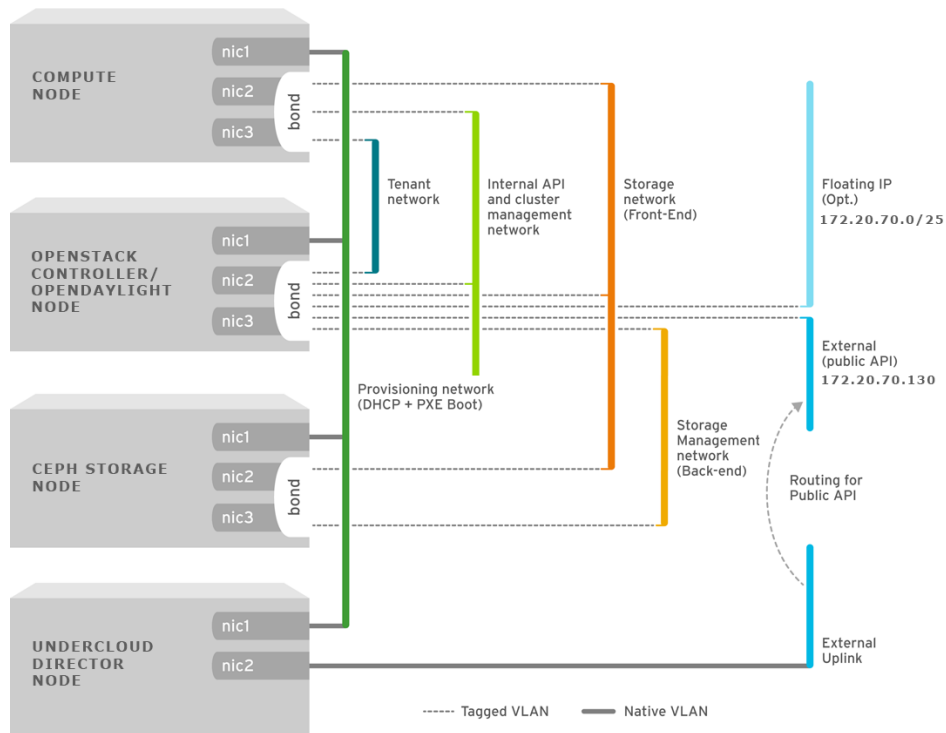 COMPUTE
NODE
nic1
nic2
nic3
bond
OPENSTACK
CONTROLLER/
OPENDAYLIGHT
NODE
nic1
nic2
nic3
bond
CEPH STORAGE
NODE
nic1
nic2
nic3
bond
UNDERCLOUD
DIRECTOR
NODE
nic1
nic2
Tenant
network
Internal API
and cluster
management
network
Storage
network
(Front-End)
Floating IP
(Opt.)
172.20.70.0/25
External
(public API)
172.20.70.130
Provisioning network
(DHCP + PXE Boot)
Storage
Management
network
(Back-end)
Routing for
Public API
External
Uplink
Tagged VLAN
Native VLAN